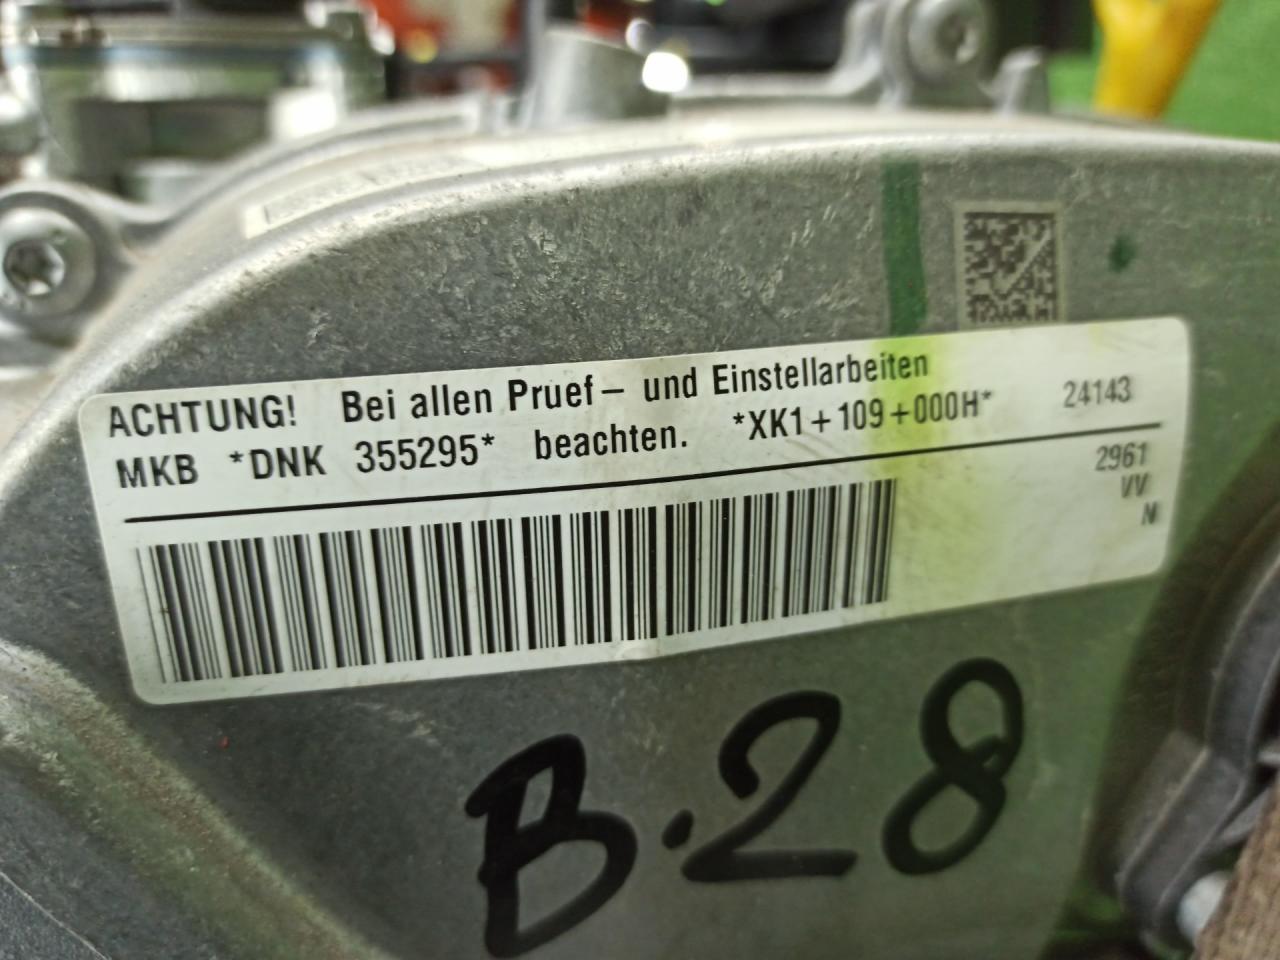 ACHTUNG! Bei allen Pruef– und Einstellarbeiten
MKB *DNK 355295* beachten. *XK1+109+000H* 24143
2961
VV
N
B.28